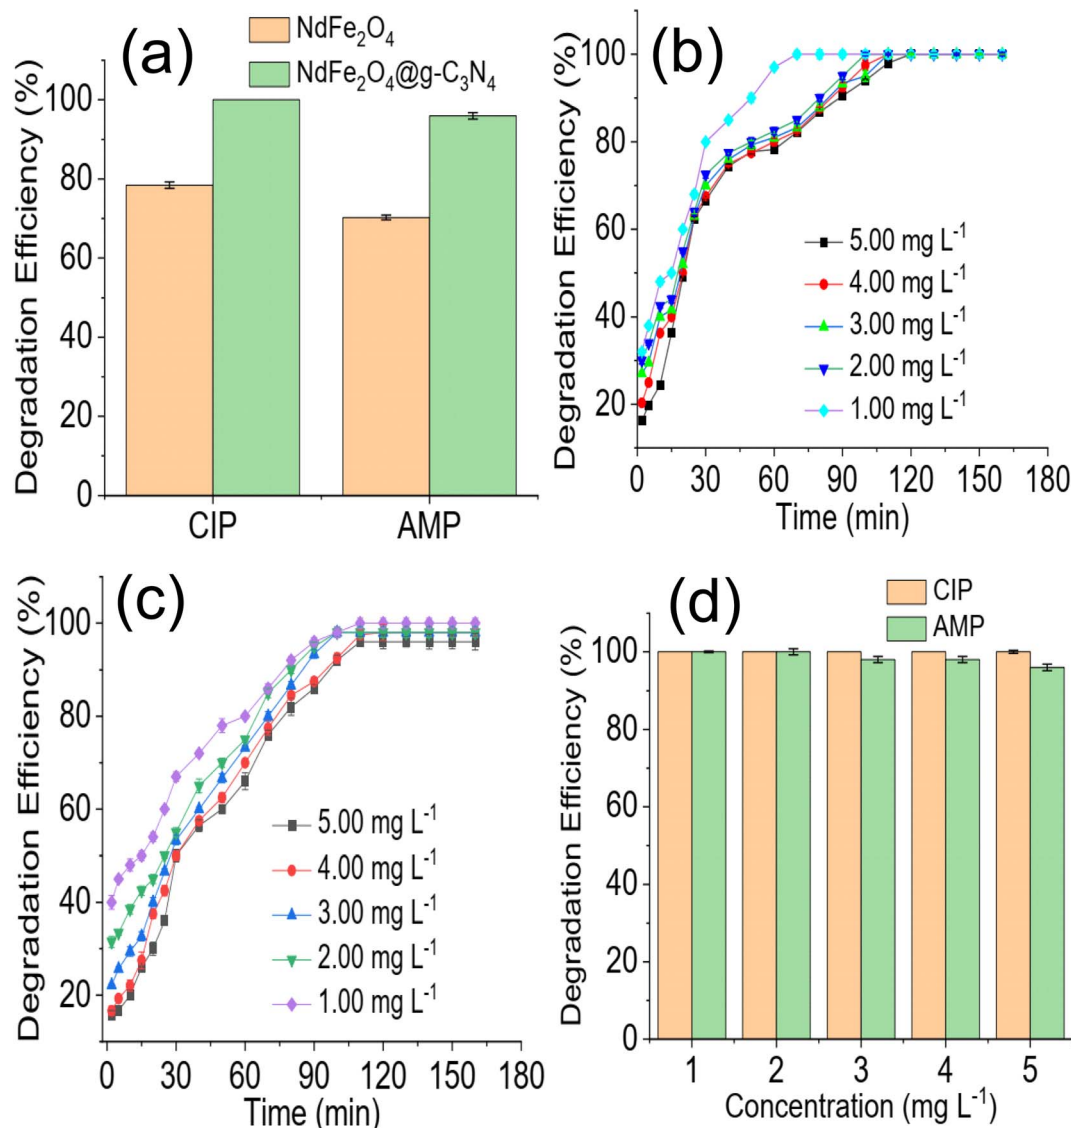 (a)
NdFe₂O₄
NdFe₂O₄@g-C₃N₄
Degradation Efficiency (%)
100
80
60
40
20
0
CIP
AMP
(b)
Degradation Efficiency (%)
100
80
60
40
20
5.00 mg L⁻¹
4.00 mg L⁻¹
3.00 mg L⁻¹
2.00 mg L⁻¹
1.00 mg L⁻¹
0 30 60 90 120 150 180
Time (min)
(c)
Degradation Efficiency (%)
100
80
60
40
20
5.00 mg L⁻¹
4.00 mg L⁻¹
3.00 mg L⁻¹
2.00 mg L⁻¹
1.00 mg L⁻¹
0 30 60 90 120 150 180
Time (min)
(d)
CIP
AMP
Degradation Efficiency (%)
100
80
60
40
20
0
1 2 3 4 5
Concentration (mg L⁻¹)